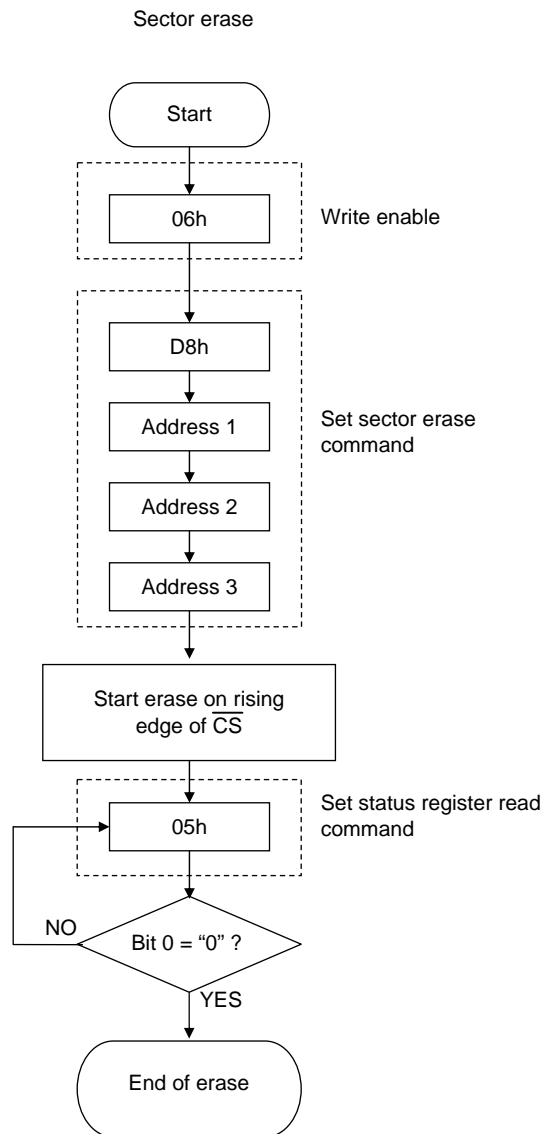 Sector erase
Start
06h
Write enable
D8h
Address 1
Set sector erase
command
Address 2
Address 3
Start erase on rising
edge of C̅S̅
Set status register read
command
05h
NO
Bit 0 = “0” ?
YES
End of erase